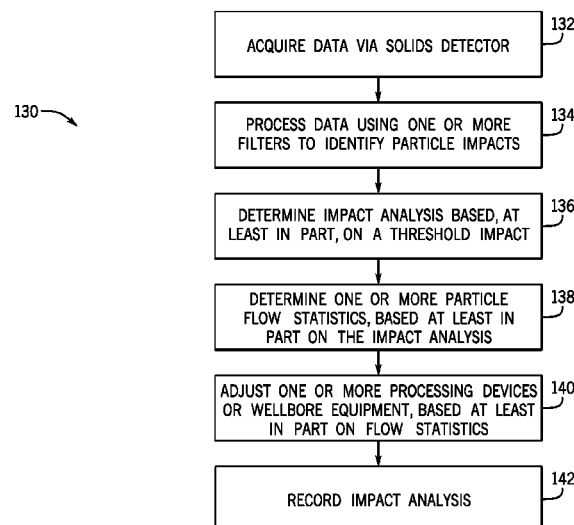 ACQUIRE DATA VIA SOLIDS DETECTOR
132
130
PROCESS DATA USING ONE OR MORE
FILTERS TO IDENTIFY PARTICLE IMPACTS
134
DETERMINE IMPACT ANALYSIS BASED, AT
LEAST IN PART, ON A THRESHOLD IMPACT
136
DETERMINE ONE OR MORE PARTICLE
FLOW STATISTICS, BASED AT LEAST IN
PART ON THE IMPACT ANALYSIS
138
ADJUST ONE OR MORE PROCESSING DEVICES
OR WELLBORE EQUIPMENT, BASED AT LEAST
IN PART ON FLOW STATISTICS
140
RECORD IMPACT ANALYSIS
142